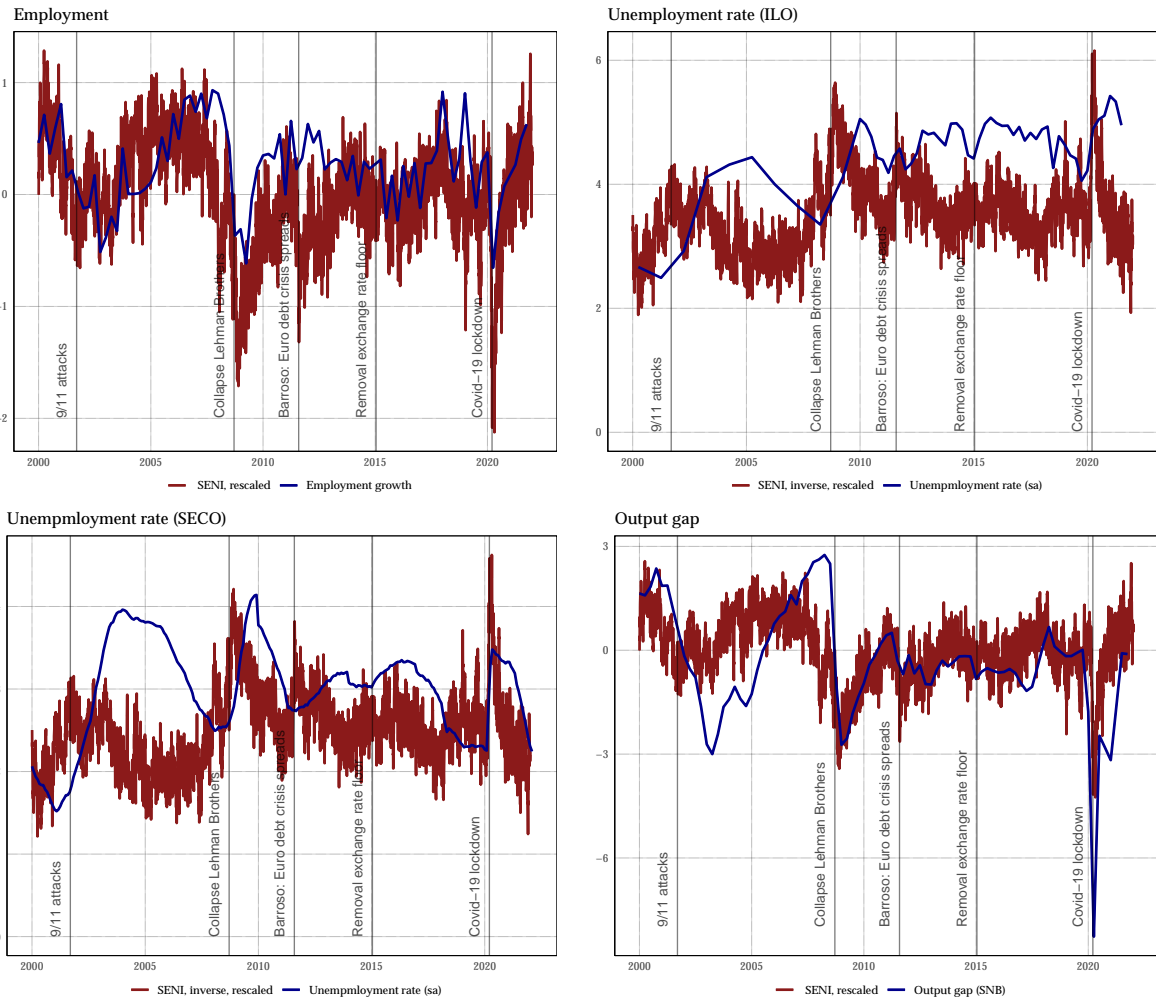 Employment
1
0
-1
-2
9/11 attacks
Collapse Lehman Brothers
Barroso: Euro debt crisis spreads
Removal exchange rate floor
Covid−19 lockdown
2000 2005 2010 2015 2020
SENI, rescaled Employment growth
Unemployment rate (ILO)
6
4
2
0
9/11 attacks
Collapse Lehman Brothers
Barroso: Euro debt crisis spreads
Removal exchange rate floor
Covid−19 lockdown
2000 2005 2010 2015 2020
SENI, inverse, rescaled Unempmloyment rate (sa)
Unempmloyment rate (SECO)
9/11 attacks
Collapse Lehman Brothers
Barroso: Euro debt crisis spreads
Removal exchange rate floor
Covid−19 lockdown
2000 2005 2010 2015 2020
SENI, inverse, rescaled Unempmloyment rate (sa)
Output gap
3
0
−3
−6
9/11 attacks
Collapse Lehman Brothers
Barroso: Euro debt crisis spreads
Removal exchange rate floor
Covid−19 lockdown
2000 2005 2010 2015 2020
SENI, rescaled Output gap (SNB)